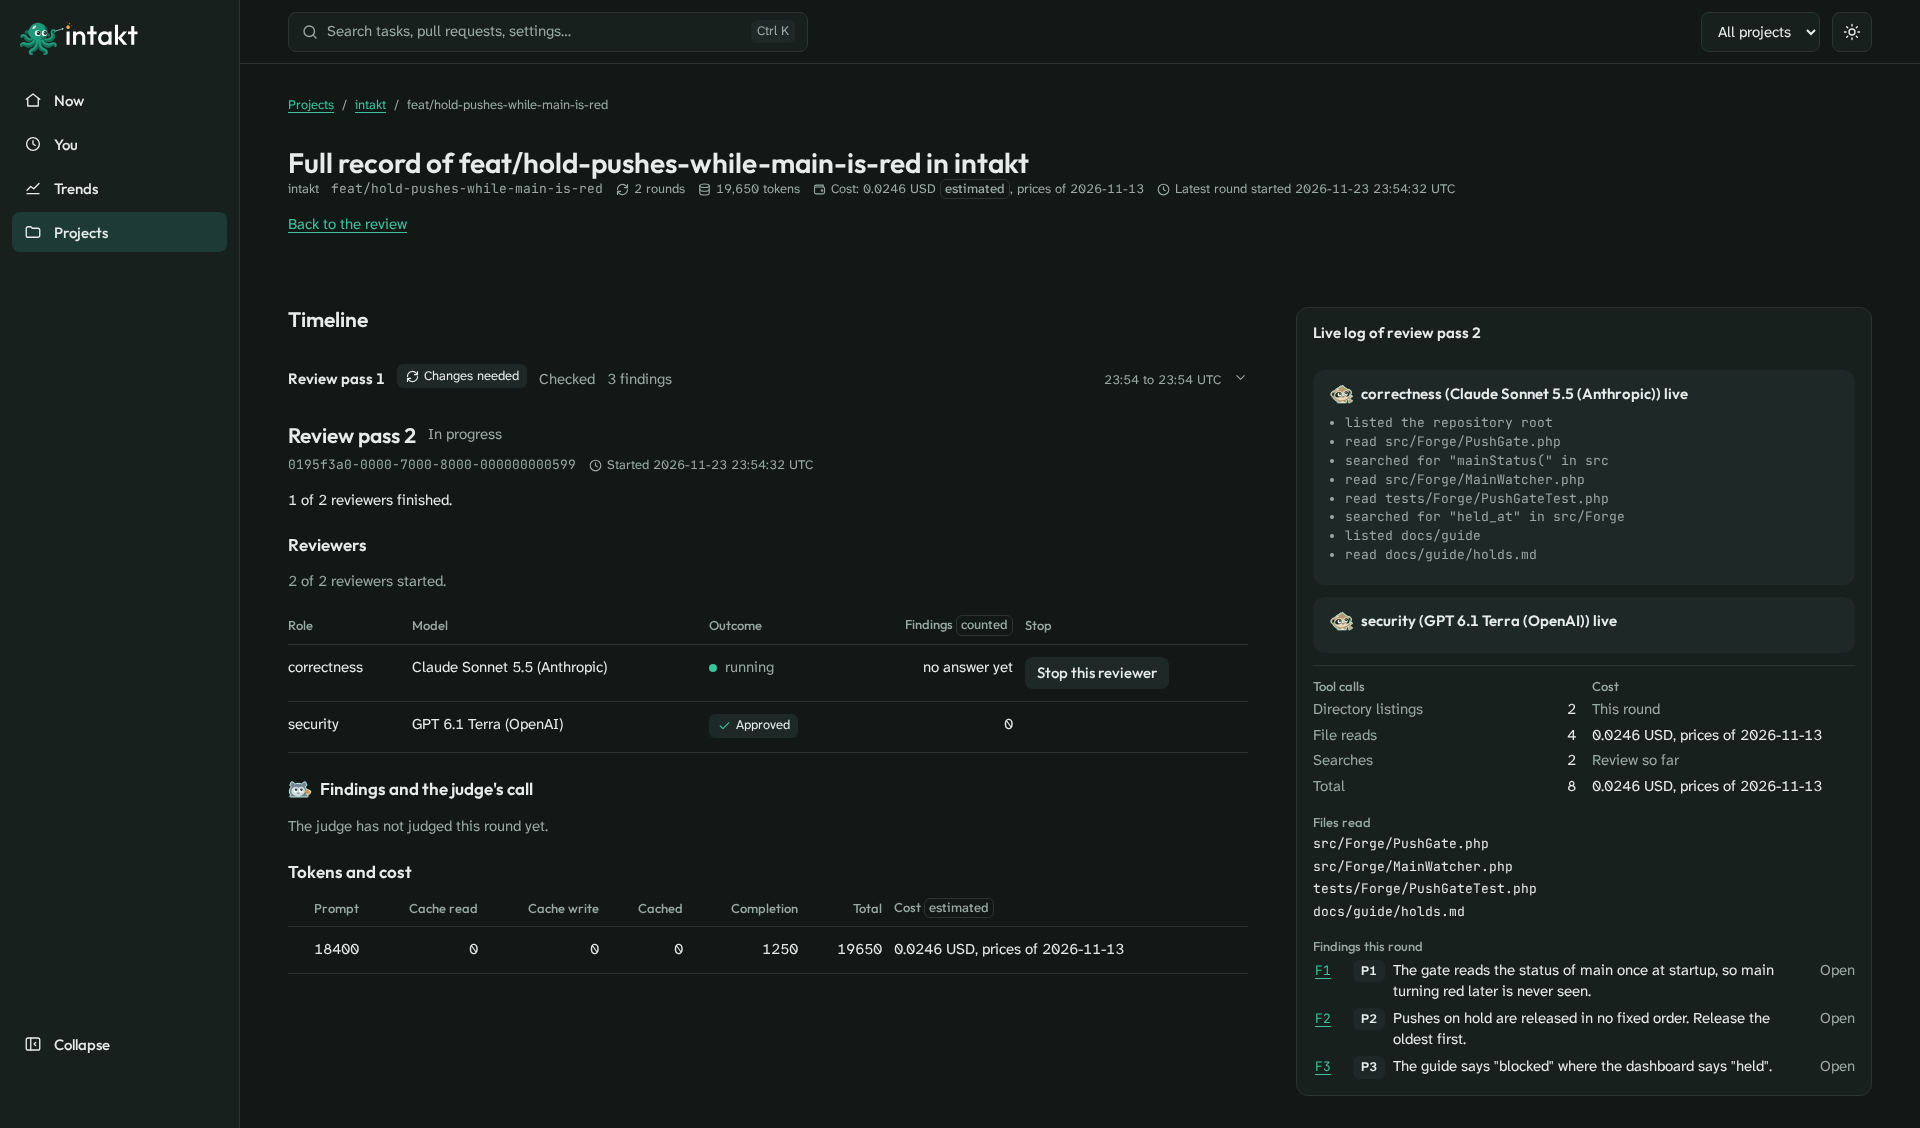 intakt
Search tasks, pull requests, settings...
Ctrl K
All projects
Now
You
Trends
Projects
Collapse
Projects / intakt / feat/hold-pushes-while-main-is-red
Full record of feat/hold-pushes-while-main-is-red in intakt
intakt feat/hold-pushes-while-main-is-red 2 rounds 19,650 tokens Cost: 0.0246 USD estimated, prices of 2026-11-13 Latest round started 2026-11-23 23:54:32 UTC
Back to the review
Timeline
Review pass 1 Changes needed Checked 3 findings 23:54 to 23:54 UTC
Review pass 2 In progress
0195f3a0-0000-7000-8000-000000000599 Started 2026-11-23 23:54:32 UTC
1 of 2 reviewers finished.
Reviewers
2 of 2 reviewers started.
Role Model Outcome Findings counted Stop
correctness Claude Sonnet 5.5 (Anthropic) running no answer yet Stop this reviewer
security GPT 6.1 Terra (OpenAI) Approved 0
Findings and the judge's call
The judge has not judged this round yet.
Tokens and cost
Prompt Cache read Cache write Cached Completion Total Cost estimated
18400 0 0 0 1250 19650 0.0246 USD, prices of 2026-11-13
Live log of review pass 2
correctness (Claude Sonnet 5.5 (Anthropic)) live
• listed the repository root
• read src/Forge/PushGate.php
• searched for "mainStatus(" in src
• read src/Forge/MainWatcher.php
• read tests/Forge/PushGateTest.php
• searched for "held_at" in src/Forge
• listed docs/guide
• read docs/guide/holds.md
security (GPT 6.1 Terra (OpenAI)) live
Tool calls Cost
Directory listings 2 This round
File reads 4 0.0246 USD, prices of 2026-11-13
Searches 2 Review so far
Total 8 0.0246 USD, prices of 2026-11-13
Files read
src/Forge/PushGate.php
src/Forge/MainWatcher.php
tests/Forge/PushGateTest.php
docs/guide/holds.md
Findings this round
F1 P1 The gate reads the status of main once at startup, so main Open
turning red later is never seen.
F2 P2 Pushes on hold are released in no fixed order. Release the Open
oldest first.
F3 P3 The guide says "blocked" where the dashboard says "held". Open